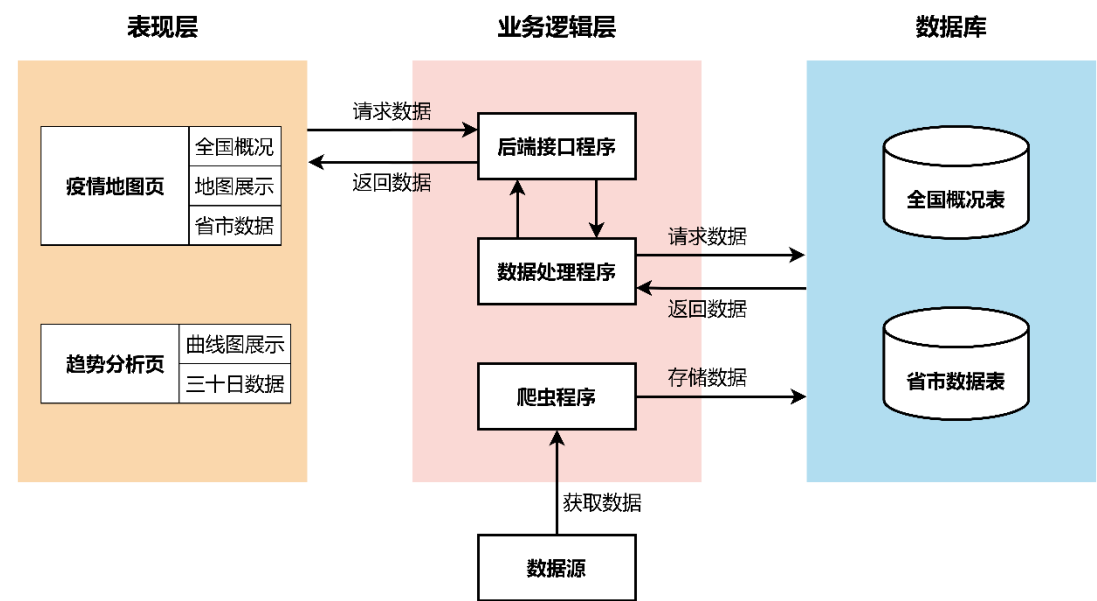 表现层
业务逻辑层
数据库
疫情地图页
全国概况
地图展示
省市数据
趋势分析页
曲线图展示
三十日数据
请求数据
返回数据
后端接口程序
数据处理程序
爬虫程序
请求数据
返回数据
存储数据
全国概况表
省市数据表
获取数据
数据源